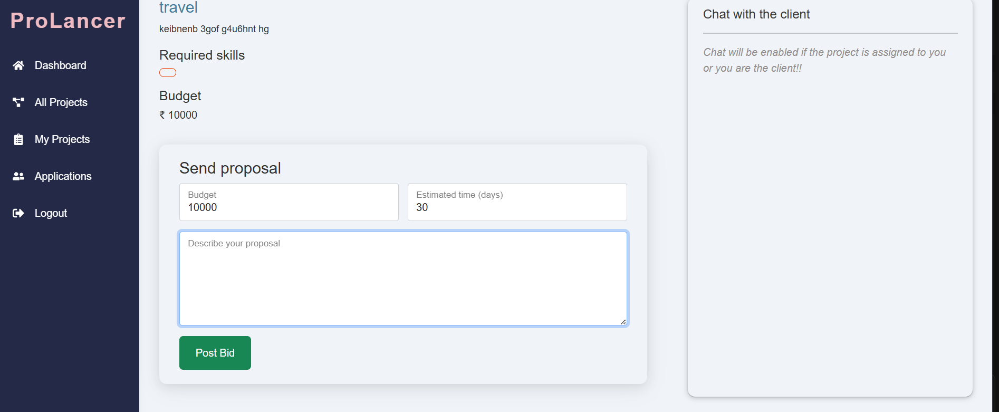 ProLancer
Dashboard
All Projects
My Projects
Applications
Logout
travel
keibnenb 3gof g4u6hnt hg
Required skills
Budget
₹ 10000
Send proposal
Budget
10000
Estimated time (days)
30
Describe your proposal
Post Bid
Chat with the client
Chat will be enabled if the project is assigned to you
or you are the client!!